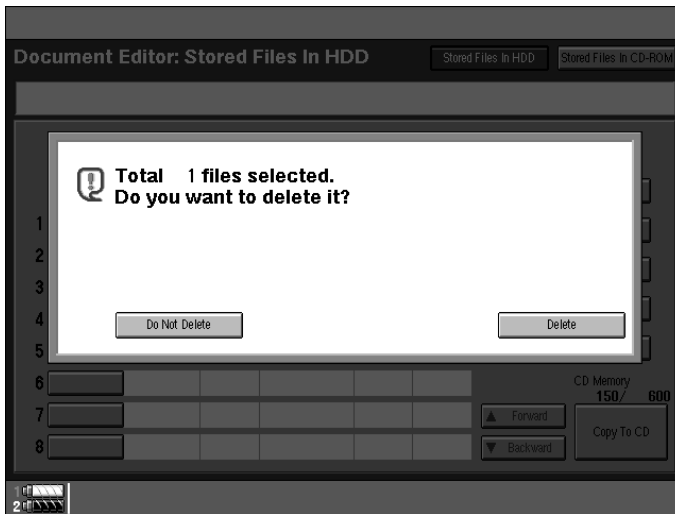 Document Editor: Stored Files In HDD
Stored Files In HDD
Stored Files In CD-ROM
Total 1 files selected.
Do you want to delete it?
Do Not Delete
Delete
1
2
3
4
5
6
7
8
CD Memory
150/ 600
▲ Forward
▼ Backward
Copy To CD
1
2